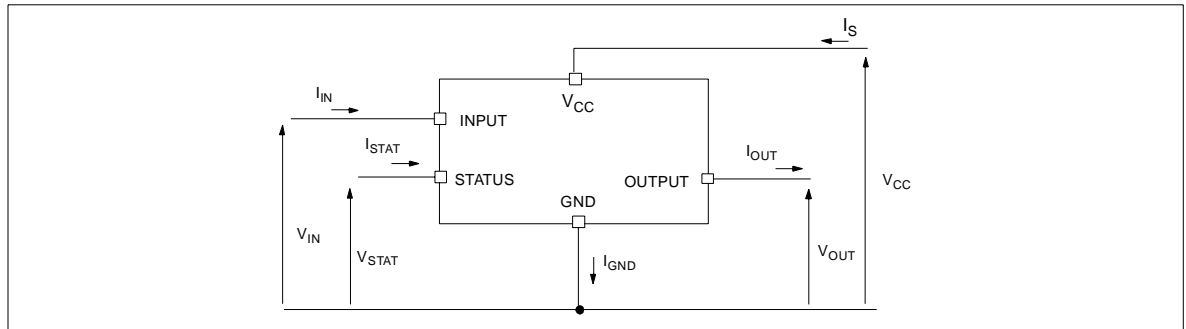 I_S
V_CC
I_IN
INPUT
I_STAT
STATUS
I_OUT
OUTPUT
V_CC
GND
V_IN
V_STAT
I_GND
V_OUT